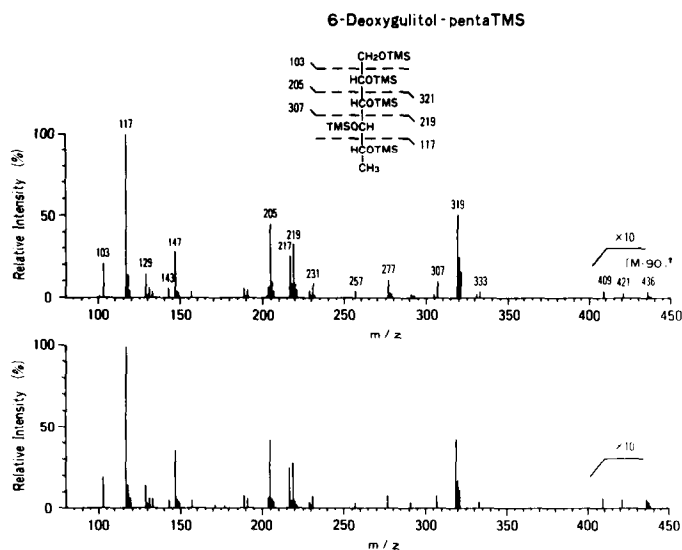 6-Deoxygulitol-pentaTMS
CH2OTMS
103
HCOTMS
205
HCOTMS
321
307
TMSOCH
219
HCOTMS
117
CH3
Relative Intensity (%)
100
50
0
117
103
129
143
147
205
217
219
231
257
277
307
319
333
×10
[M-90]⁺
409
421
436
100 150 200 250 300 350 400 450
m / z
Relative Intensity (%)
100
50
0
×10
100 150 200 250 300 350 400 450
m / z